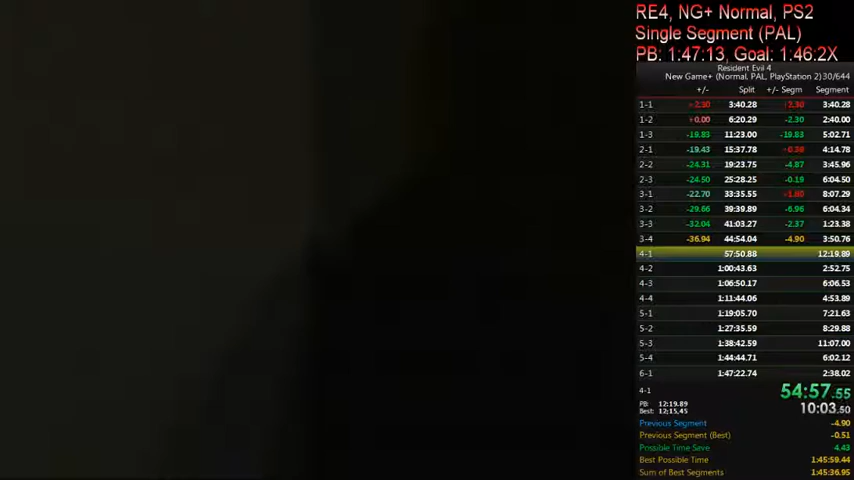 RE4, NG+ Normal, PS2
Single Segment (PAL)
PB: 1:47:13, Goal: 1:46:2X
Resident Evil 4
New Game+ (Normal, PAL, PlayStation 2) 30/644
+/- Split +/- Segm Segment
1-1 +2.30 3:40.28 +2.30 3:40.28
1-2 +0.00 6:20.29 -2.30 2:40.00
1-3 -19.83 11:23.00 -19.83 5:02.71
2-1 -19.43 15:37.78 +0.38 4:14.78
2-2 -24.31 19:23.75 -4.87 3:45.96
2-3 -24.50 25:28.25 -0.19 6:04.50
3-1 -22.70 33:35.55 +1.80 8:07.29
3-2 -29.66 39:39.89 -6.96 6:04.34
3-3 -32.04 41:03.27 -2.37 1:23.38
3-4 -36.94 44:54.04 -4.90 3:50.76
4-1 57:50.88 12:19.89
4-2 1:00:43.63 2:52.75
4-3 1:06:50.17 6:06.53
4-4 1:11:44.06 4:53.89
5-1 1:19:05.70 7:21.63
5-2 1:27:35.59 8:29.88
5-3 1:38:42.59 11:07.00
5-4 1:44:44.71 6:02.12
6-1 1:47:22.74 2:38.02
4-1 54:57.55
PB: 12:19.89
Best: 12:15.45 10:03.50
Previous Segment -4.90
Previous Segment (Best) -0.51
Possible Time Save 4.43
Best Possible Time 1:45:59.44
Sum of Best Segments 1:45:36.95